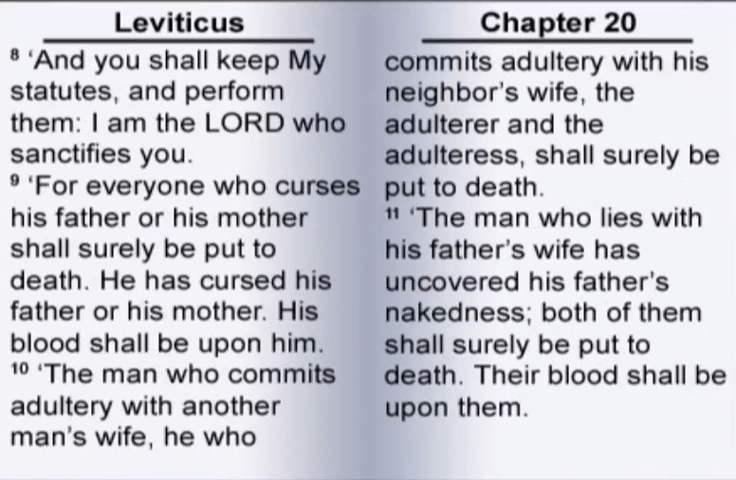 Leviticus
⁸ ‘And you shall keep My
statutes, and perform
them: I am the LORD who
sanctifies you.
⁹ ‘For everyone who curses
his father or his mother
shall surely be put to
death. He has cursed his
father or his mother. His
blood shall be upon him.
¹⁰ ‘The man who commits
adultery with another
man’s wife, he who
Chapter 20
commits adultery with his
neighbor’s wife, the
adulterer and the
adulteress, shall surely be
put to death.
¹¹ ‘The man who lies with
his father’s wife has
uncovered his father's
nakedness; both of them
shall surely be put to
death. Their blood shall be
upon them.